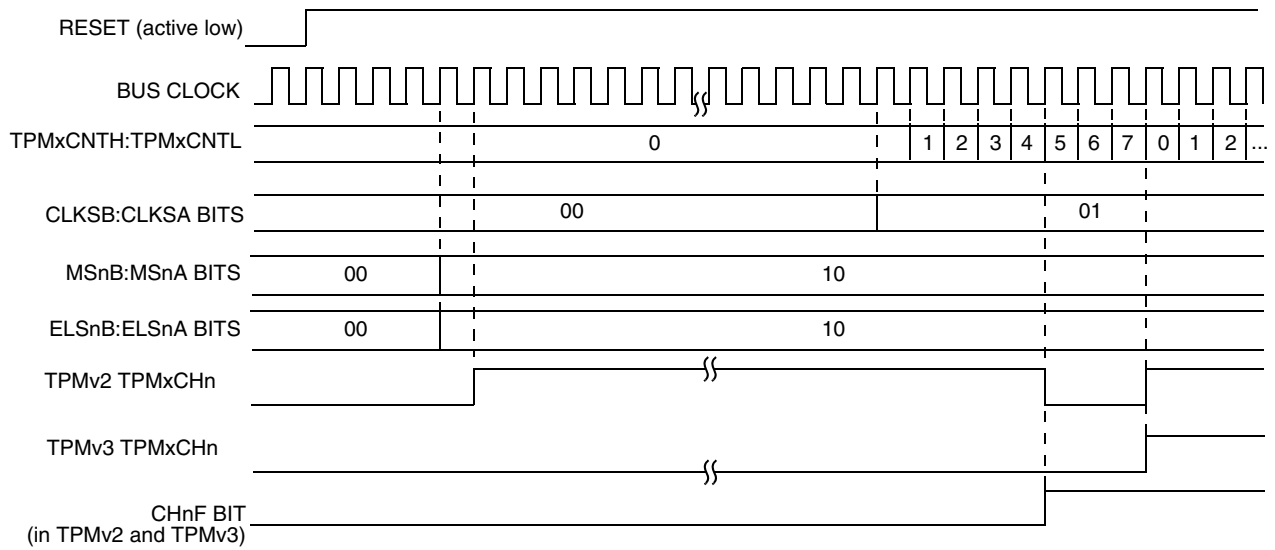 RESET (active low)
BUS CLOCK
TPMxCNTH:TPMxCNTL 0 1 2 3 4 5 6 7 0 1 2 ...
CLKSB:CLKSA BITS 00 01
MSnB:MSnA BITS 00 10
ELSnB:ELSnA BITS 00 10
TPMv2 TPMxCHn
TPMv3 TPMxCHn
CHnF BIT
(in TPMv2 and TPMv3)